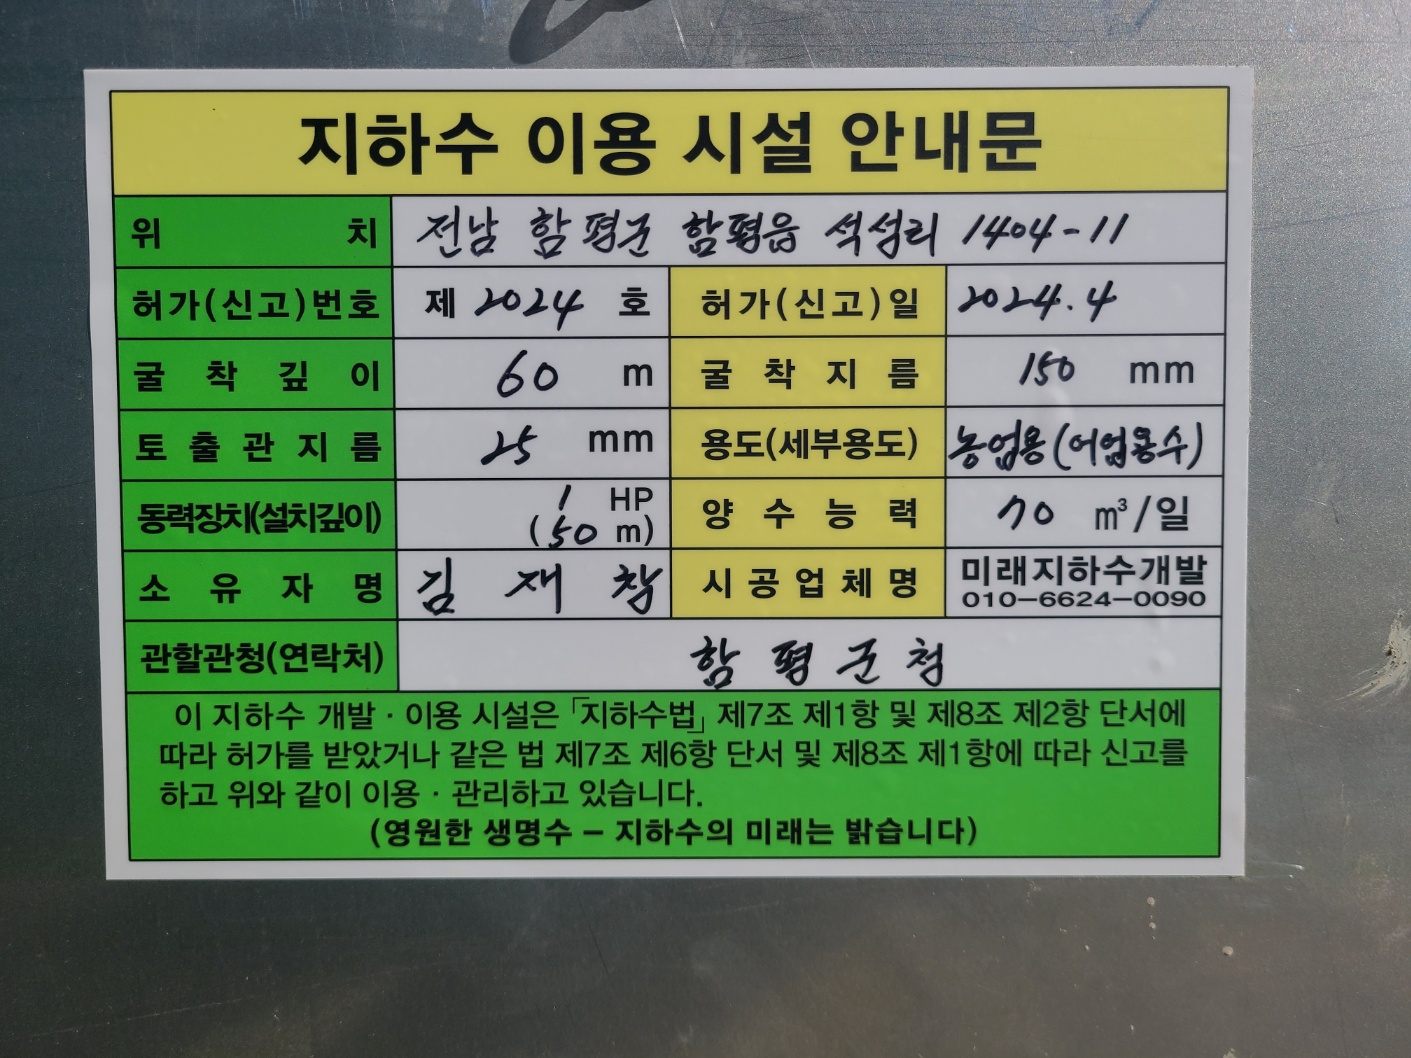 지하수 이용 시설 안내문
위 치 전남 함평군 함평읍 석성리 1404-11
허가(신고)번호 제 2024 호 허가(신고)일 2024.4
굴착깊이 60 m 굴착지름 150 mm
토출관지름 25 mm 용도(세부용도) 농업용(어업용수)
동력장치(설치깊이) 1 HP
(50 m) 양수능력 70 m³/일
소유자명 김재창 시공업체명 미래지하수개발
010-6624-0090
관할관청(연락처) 함평군청
이 지하수 개발 · 이용 시설은 「지하수법」 제7조 제1항 및 제8조 제2항 단서에
따라 허가를 받았거나 같은 법 제7조 제6항 단서 및 제8조 제1항에 따라 신고를
하고 위와 같이 이용 · 관리하고 있습니다.
(영원한 생명수 – 지하수의 미래는 밝습니다)